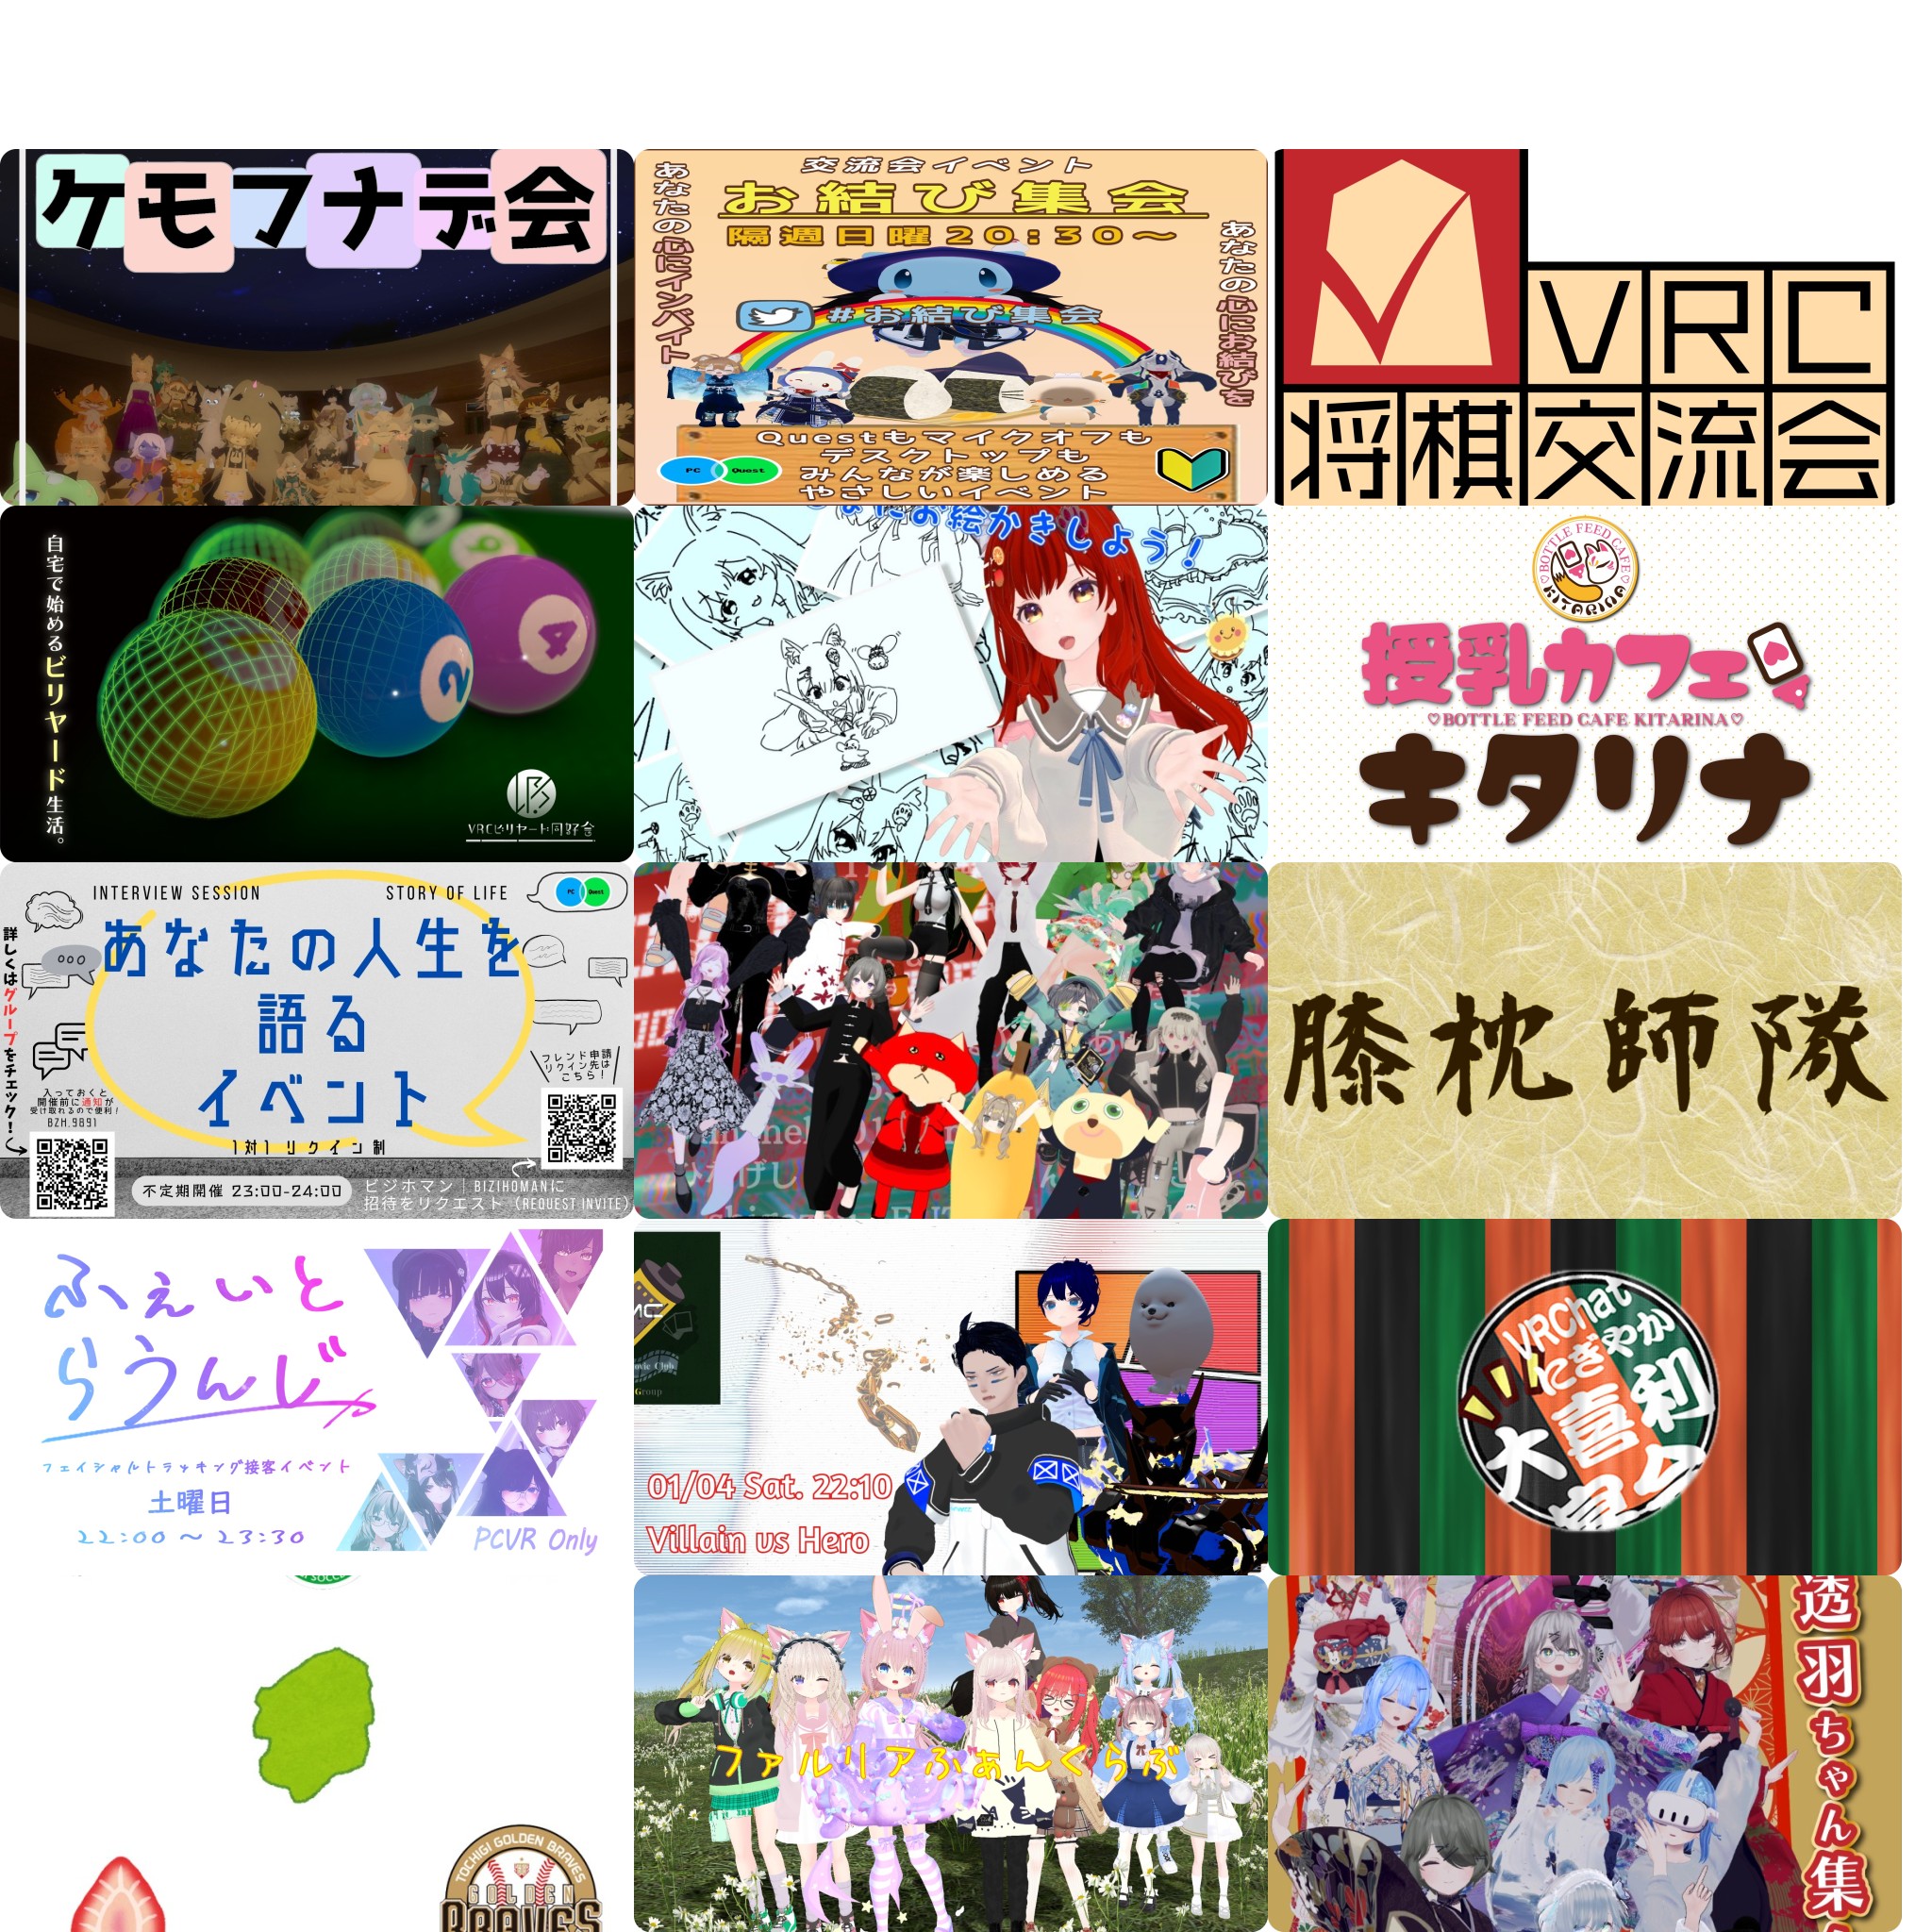 ケモフナデ会
交流会イベント
お結び集会
隔週日曜20:30～
あなたの心にインバイト
あなたの心にお結びを
#お結び集会
Questもマイクオフも
デスクトップも
みんなが楽しめる
やさしいイベント
PC Quest
VRC
将棋交流会
自宅で始めるビリヤード生活。
2
4
VRCビリヤード同好会
お絵かきしよう!
BOTTLE FEED CAFE
KITARINA
授乳カフェ
♡BOTTLE FEED CAFE KITARINA♡
キタリナ
INTERVIEW SESSION
STORY OF LIFE
PC Quest
あなたの人生を
語る
イベント
1対1リクイン制
詳しくはグループをチェック!
入っておくと
開催前に通知が
受け取れるので便利!
BZH.9891
フレンド申請
リクイン先は
こちら!
不定期開催 23:00-24:00
ビジホマン|BIZIHOMANに
招待をリクエスト (REQUEST INVITE)
膝枕師隊
ふぇいと
らうんじ
フェイシャルトラッキング接客イベント
土曜日
22:00 ～ 23:30
PCVR Only
01/04 Sat. 22:10
Villain vs Hero
VRChat
にぎやか
大喜利
ファルリアふぁんくらぶ
透羽ちゃん集
TOCHIGI GOLDEN BRAVES
GOLDEN
BRAVES